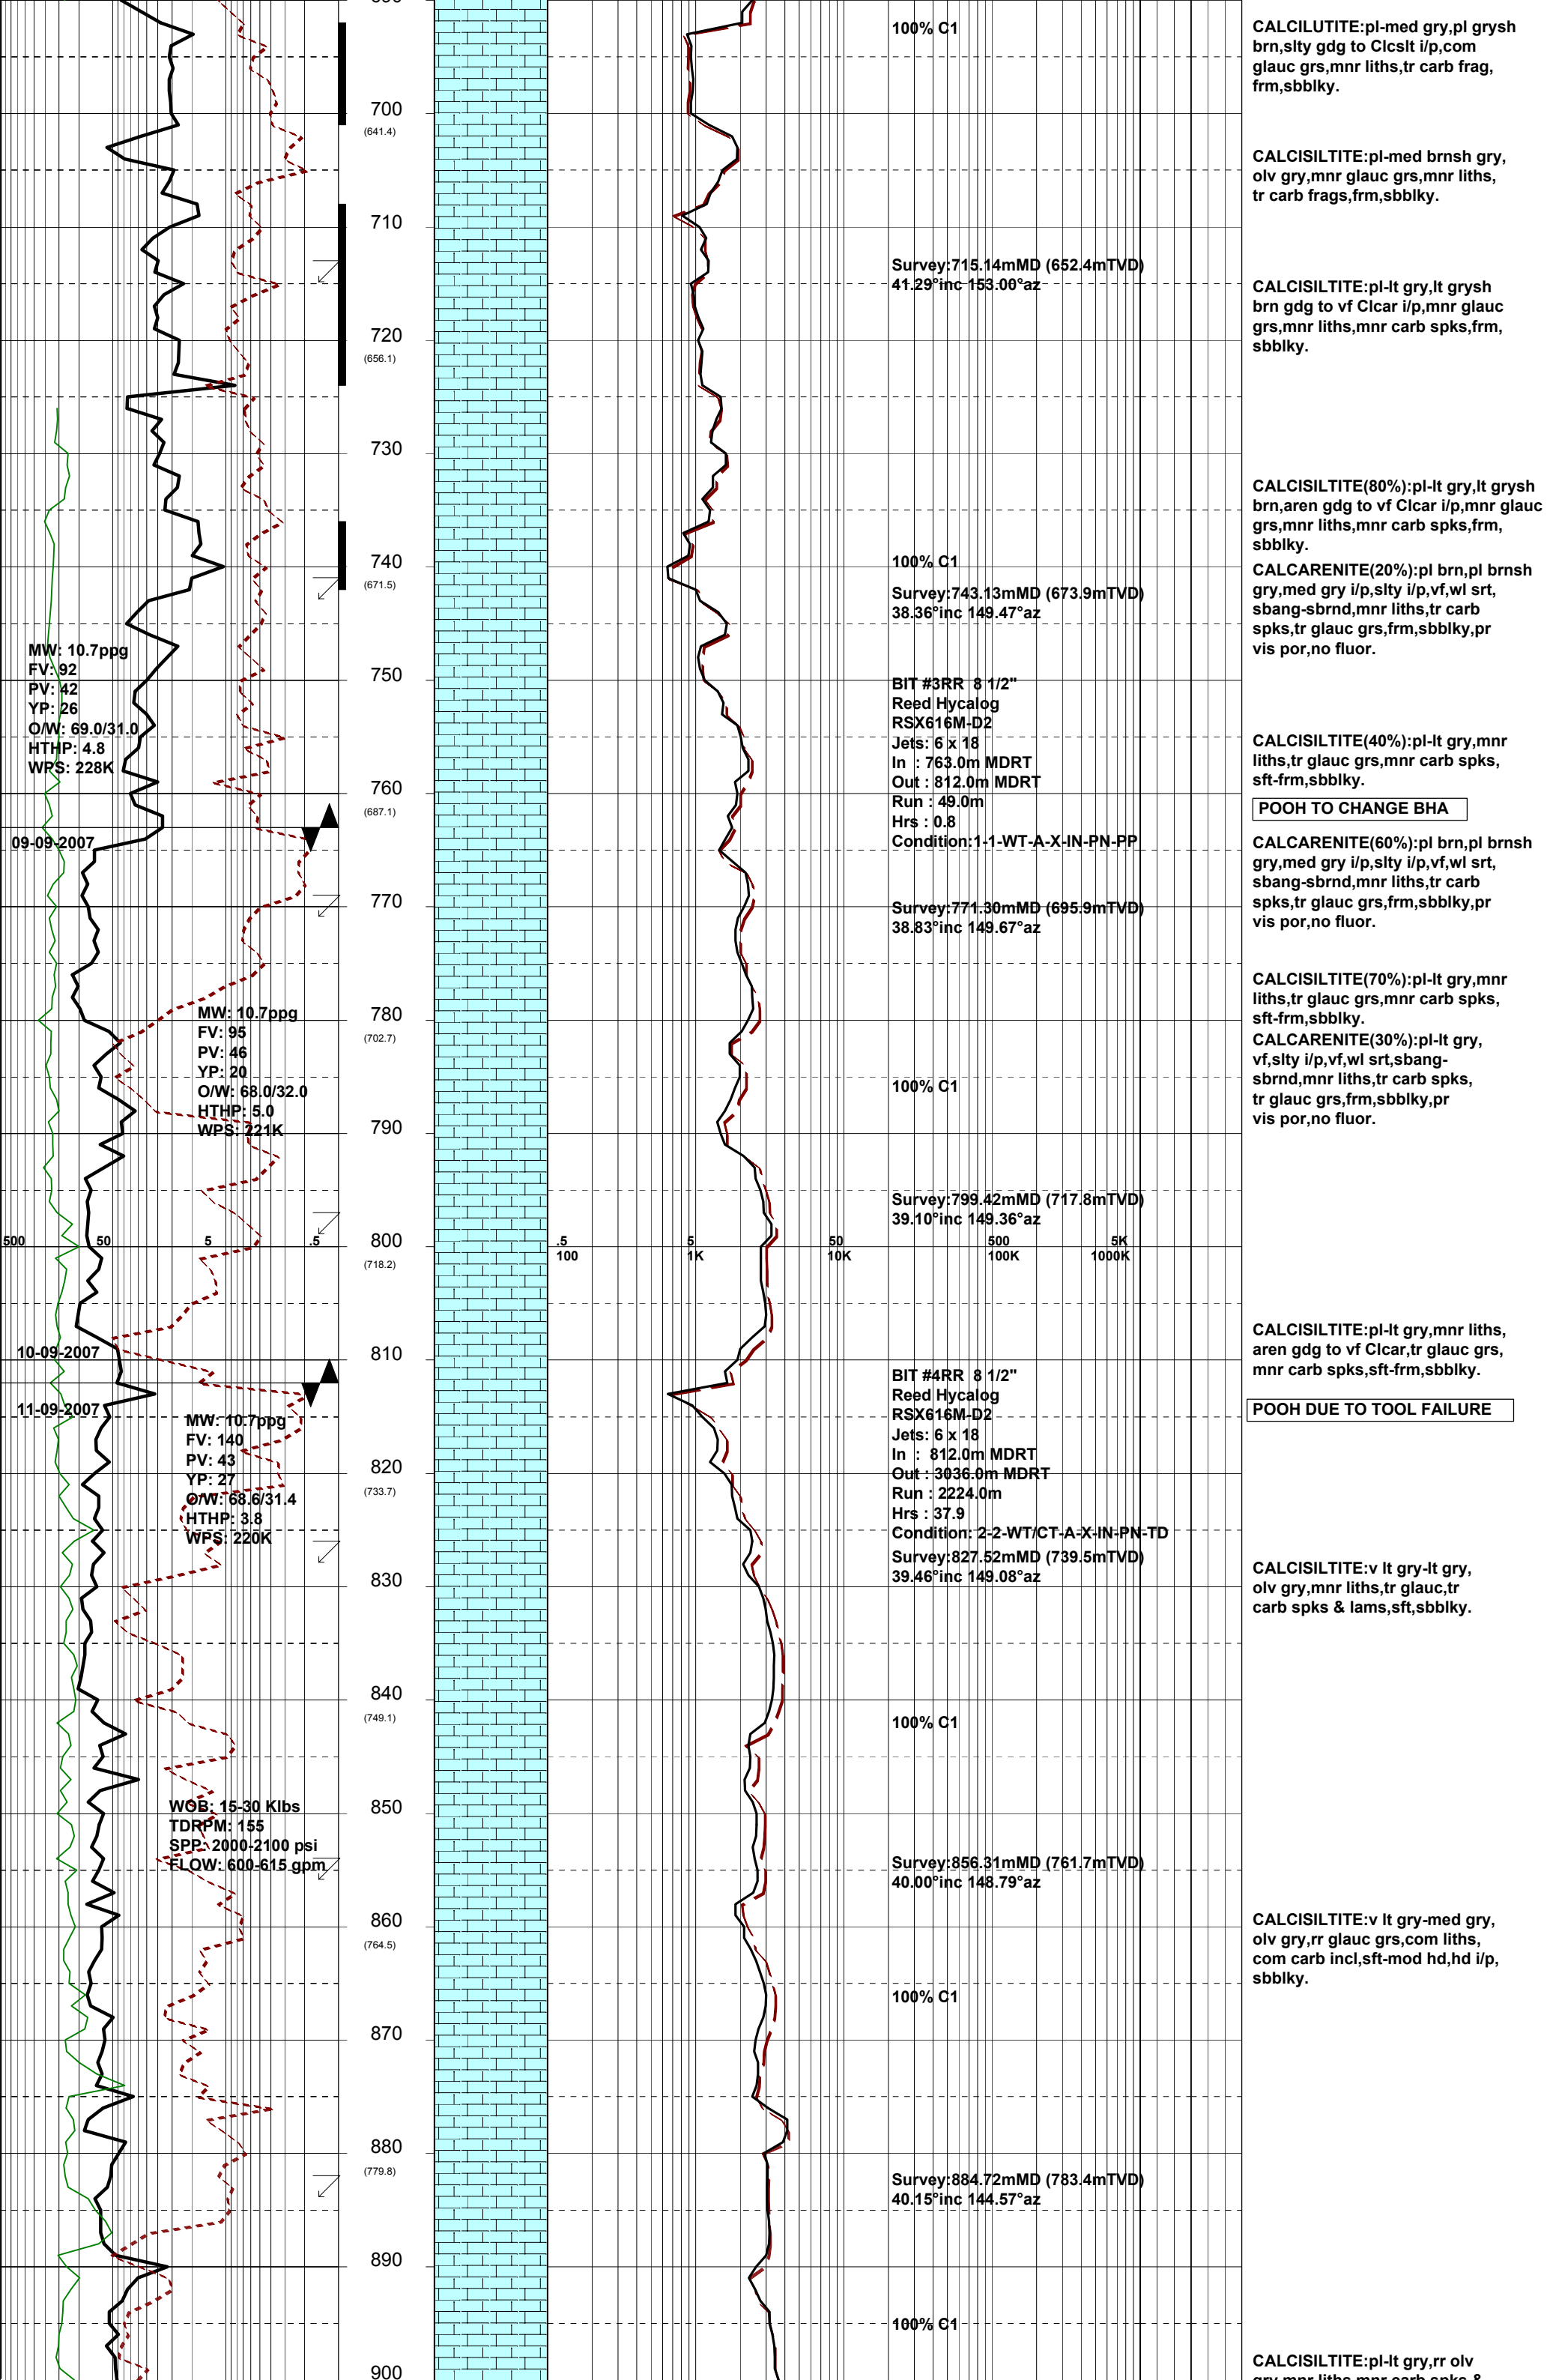 100% C1
CALCILUTITE:pl-med gry,pl grysh
brn,slty gdg to Clcslt i/p,com
glauc grs,mnr liths,tr carb frag,
frm,sbblky.
700
(641.4)
CALCISILTITE:pl-med brnsh gry,
olv gry,mnr glauc grs,mnr liths,
tr carb frags,frm,sbblky.
710
Survey:715.14mMD (652.4mTVD)
41.29°inc 153.00°az
CALCISILTITE:pl-lt gry,lt grysh
brn gdg to vf Clcar i/p,mnr glauc
grs,mnr liths,mnr carb spks,frm,
sbblky.
720
(656.1)
730
CALCISILTITE(80%):pl-lt gry,lt grysh
brn,aren gdg to vf Clcar i/p,mnr glauc
grs,mnr liths,mnr carb spks,frm,
sbblky.
740
(671.5)
100% C1
CALCARENITE(20%):pl brn,pl brnsh
gry,med gry i/p,slty i/p,vf,wl srt,
sbang-sbrnd,mnr liths,tr carb
spks,tr glauc grs,frm,sbblky,pr
vis por,no fluor.
Survey:743.13mMD (673.9mTVD)
38.36°inc 149.47°az
MW: 10.7ppg
FV: 92
PV: 42
YP: 26
O/W: 69.0/31.0
HTHP: 4.8
WPS: 228K
750
BIT #3RR 8 1/2"
Reed Hycalog
RSX616M-D2
Jets: 6 x 18
In : 763.0m MDRT
Out : 812.0m MDRT
Run : 49.0m
Hrs : 0.8
Condition:1-1-WT-A-X-IN-PN-PP
CALCISILTITE(40%):pl-lt gry,mnr
liths,tr glauc grs,mnr carb spks,
sft-frm,sbblky.
760
(687.1)
POOH TO CHANGE BHA
09-09-2007
CALCARENITE(60%):pl brn,pl brnsh
gry,med gry i/p,slty i/p,vf,wl srt,
sbang-sbrnd,mnr liths,tr carb
spks,tr glauc grs,frm,sbblky,pr
vis por,no fluor.
770
Survey:771.30mMD (695.9mTVD)
38.83°inc 149.67°az
CALCISILTITE(70%):pl-lt gry,mnr
liths,tr glauc grs,mnr carb spks,
sft-frm,sbblky.
CALCARENITE(30%):pl-lt gry,
vf,slty i/p,vf,wl srt,sbang-
sbrnd,mnr liths,tr carb spks,
tr glauc grs,frm,sbblky,pr
vis por,no fluor.
780
(702.7)
MW: 10.7ppg
FV: 95
PV: 46
YP: 20
O/W: 68.0/32.0
HTHP: 5.0
WPS: 221K
100% C1
790
Survey:799.42mMD (717.8mTVD)
39.10°inc 149.36°az
500 50 5 .5 800 .5 5 50 500 5K
(718.2) 100 1K 10K 100K 1000K
CALCISILTITE:pl-lt gry,mnr liths,
aren gdg to vf Clcar,tr glauc grs,
mnr carb spks,sft-frm,sbblky.
10-09-2007
810
POOH DUE TO TOOL FAILURE
11-09-2007
MW: 10.7ppg
FV: 140
PV: 43
YP: 27
O/W: 68.6/31.4
HTHP: 3.8
WPS: 220K
BIT #4RR 8 1/2"
Reed Hycalog
RSX616M-D2
Jets: 6 x 18
In : 812.0m MDRT
Out : 3036.0m MDRT
Run : 2224.0m
Hrs : 37.9
Condition: 2-2-WT/CT-A-X-IN-PN-TD
820
(733.7)
Survey:827.52mMD (739.5mTVD)
39.46°inc 149.08°az
830
CALCISILTITE:v lt gry-lt gry,
olv gry,mnr liths,tr glauc,tr
carb spks & lams,sft,sbblky.
840
(749.1)
100% C1
850
WOB: 15-30 Klbs
TDRPM: 155
SPP: 2000-2100 psi
FLOW: 600-615 gpm
Survey:856.31mMD (761.7mTVD)
40.00°inc 148.79°az
860
(764.5)
CALCISILTITE:v lt gry-med gry,
olv gry,rr glauc grs,com liths,
com carb incl,sft-mod hd,hd i/p,
sbblky.
100% C1
870
880
(779.8)
Survey:884.72mMD (783.4mTVD)
40.15°inc 144.57°az
890
100% C1
900
CALCISILTITE:pl-lt gry,rr olv